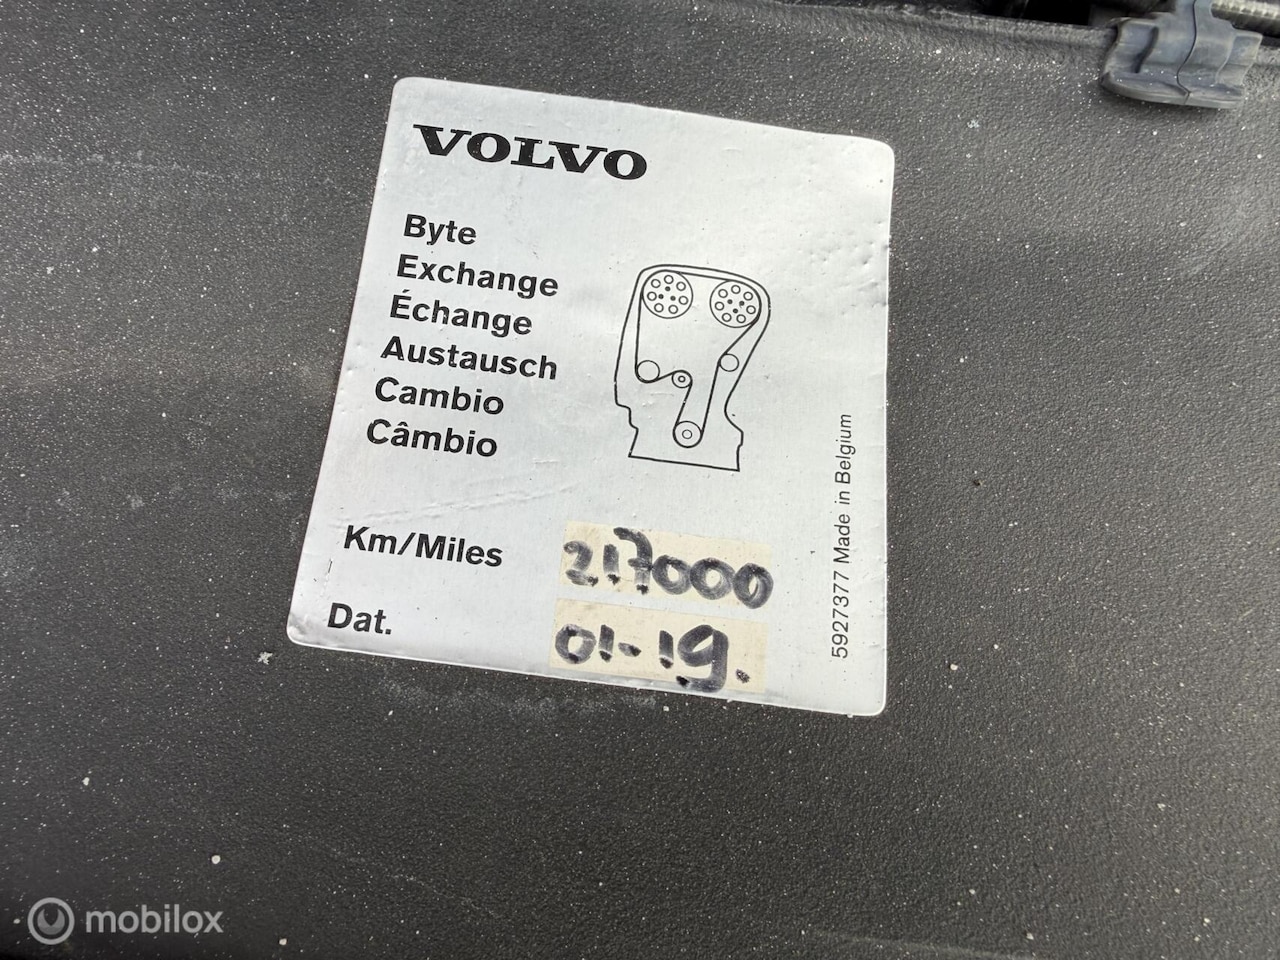 VOLVO
Byte
Exchange
Échange
Austausch
Cambio
Câmbio
Km/Miles 217000
Dat. 01-19.
5927377 Made in Belgium
mobilox